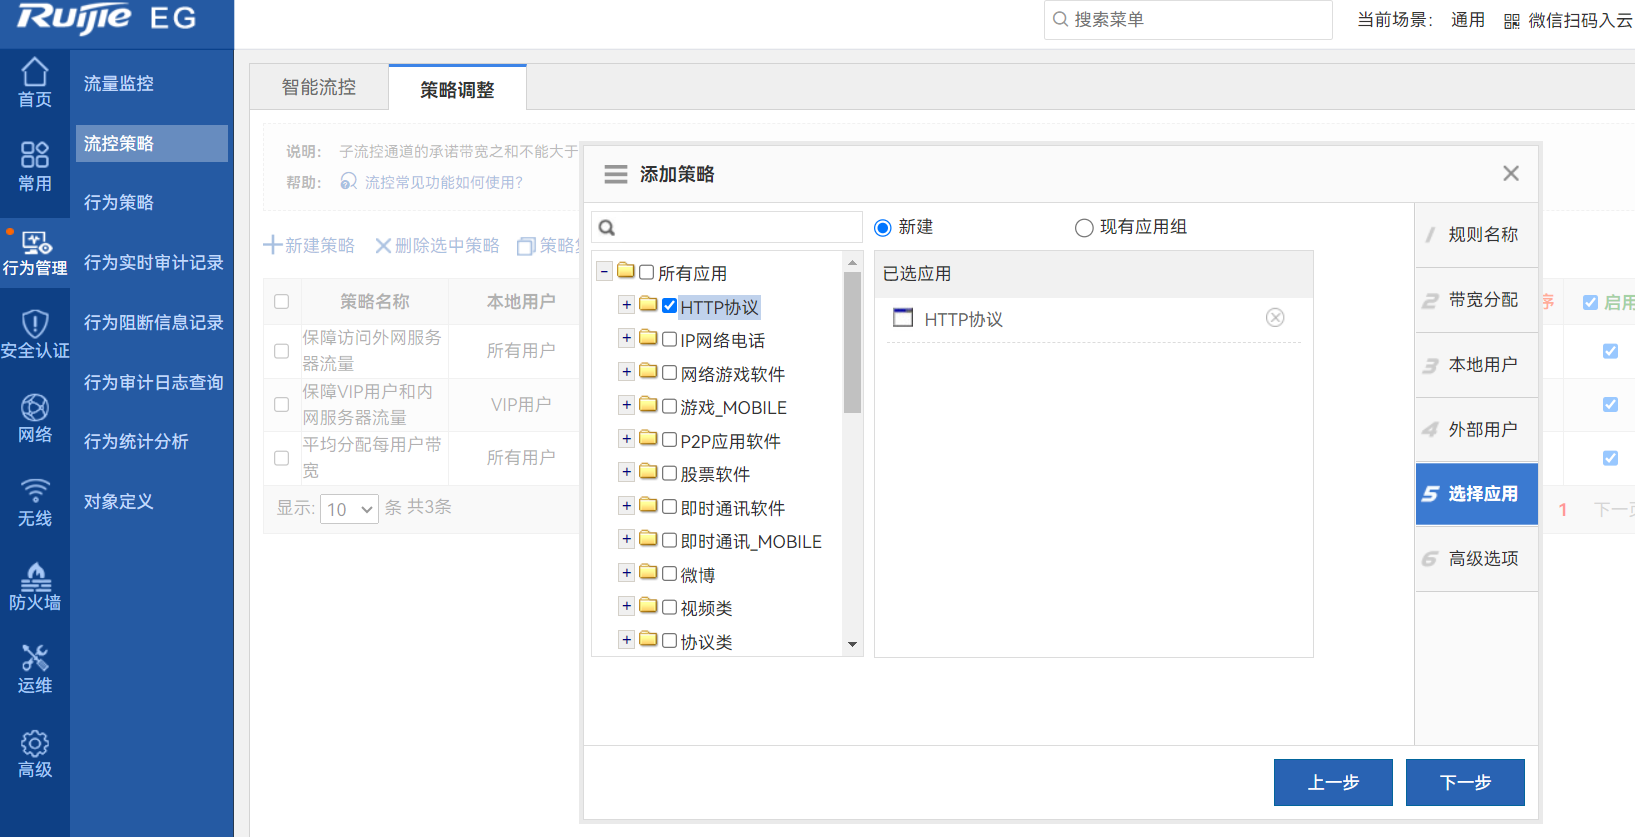 Ruijie EG
搜索菜单
当前场景： 通用 微信扫码入云
首页
常用
行为管理
安全认证
网络
无线
防火墙
运维
高级
流量监控
流控策略
行为策略
行为实时审计记录
行为阻断信息记录
行为审计日志查询
行为统计分析
对象定义
智能流控 策略调整
说明： 子流控通道的承诺带宽之和不能大于
帮助： 流控常见功能如何使用?
新建策略 删除选中策略 策略
策略名称 本地用户 序 启用
保障访问外网服务
器流量
所有用户
保障VIP用户和内
网服务器流量
VIP用户
平均分配每用户带
宽
所有用户
显示: 10 条 共3条
1 下一
添加策略
新建 现有应用组
所有应用
HTTP协议
IP网络电话
网络游戏软件
游戏_MOBILE
P2P应用软件
股票软件
即时通讯软件
即时通讯_MOBILE
微博
视频类
协议类
已选应用
HTTP协议
1 规则名称
2 带宽分配
3 本地用户
4 外部用户
5 选择应用
6 高级选项
上一步 下一步